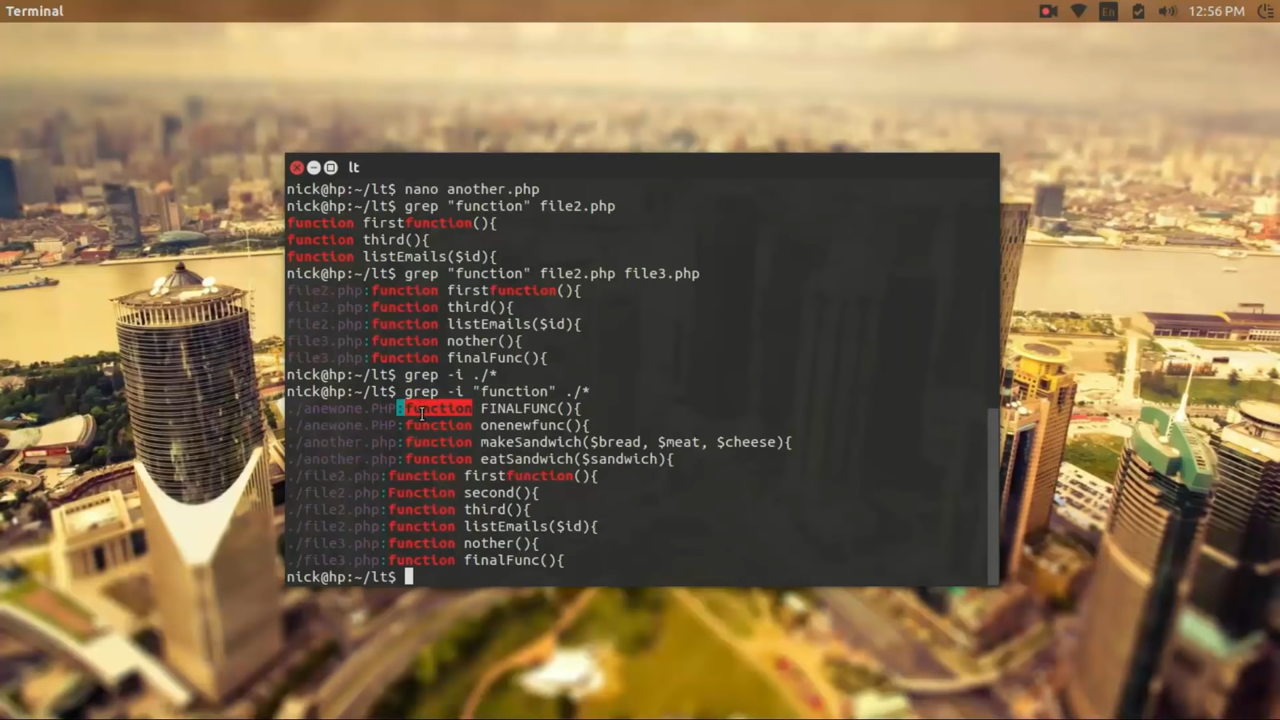 Terminal
En
12:56 PM
lt
nick@hp:~/lt$ nano another.php
nick@hp:~/lt$ grep "function" file2.php
function firstfunction(){
function third(){
function listEmails($id){
nick@hp:~/lt$ grep "function" file2.php file3.php
file2.php:function firstfunction(){
file2.php:function third(){
file2.php:function listEmails($id){
file3.php:function nother(){
file3.php:function finalFunc(){
nick@hp:~/lt$ grep -i ./*
nick@hp:~/lt$ grep -i "function" ./*
./anewone.PHP:function FINALFUNC(){
./anewone.PHP:function onenewfunc(){
./another.php:function makeSandwich($bread, $meat, $cheese){
./another.php:function eatSandwich($sandwich){
./file2.php:function firstfunction(){
./file2.php:Function second(){
./file2.php:function third(){
./file2.php:function listEmails($id){
./file3.php:function nother(){
./file3.php:function finalFunc(){
nick@hp:~/lt$